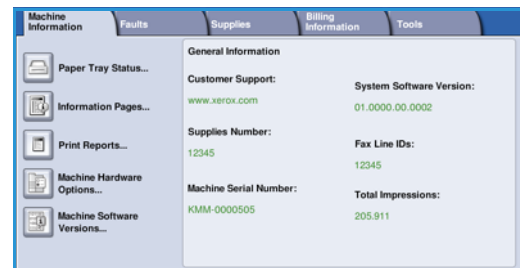 Machine
Information
Faults
Supplies
Billing
Information
Tools
Paper Tray Status...
Information Pages...
Print Reports...
Machine Hardware
Options...
Machine Software
Versions...
General Information
Customer Support:
www.xerox.com
Supplies Number:
12345
Machine Serial Number:
KMM-0000505
System Software Version:
01.0000.00.0002
Fax Line IDs:
12345
Total Impressions:
205.911